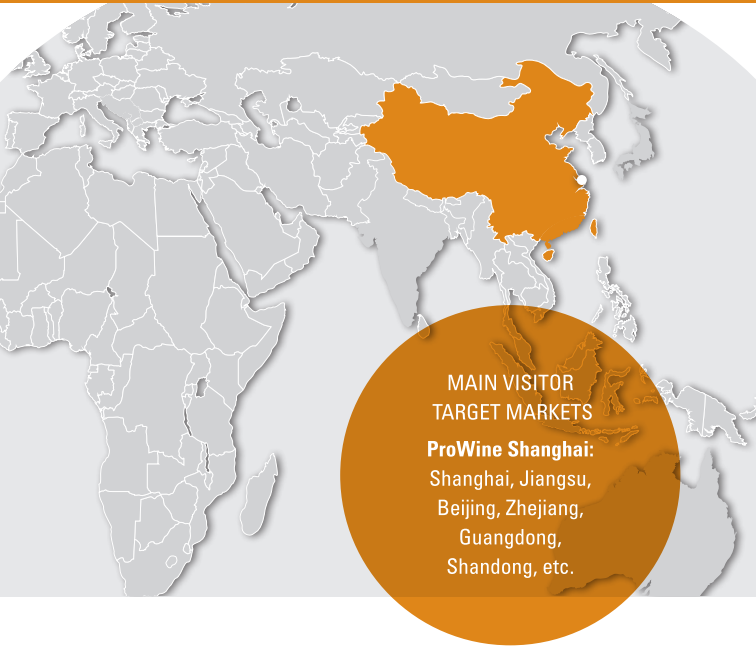 MAIN VISITOR
TARGET MARKETS
ProWine Shanghai:
Shanghai, Jiangsu,
Beijing, Zhejiang,
Guangdong,
Shandong, etc.